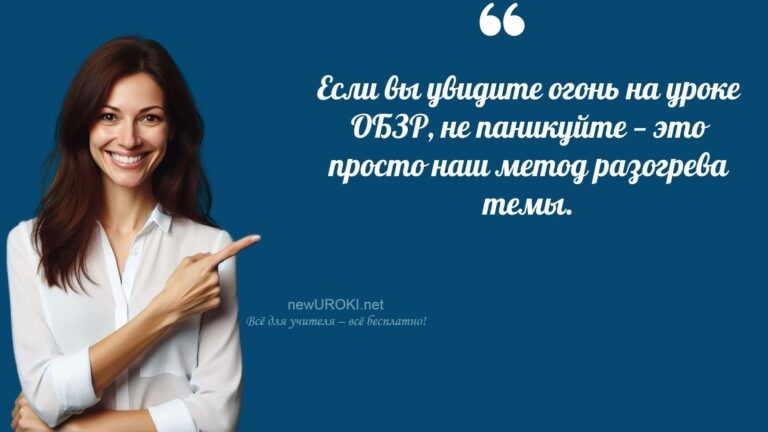 “
Если вы увидите огонь на уроке
ОБЗР, не паникуйте – это
просто наш метод разогрева
темы.
newUROKI.net
Всё для учителя – всё бесплатно!